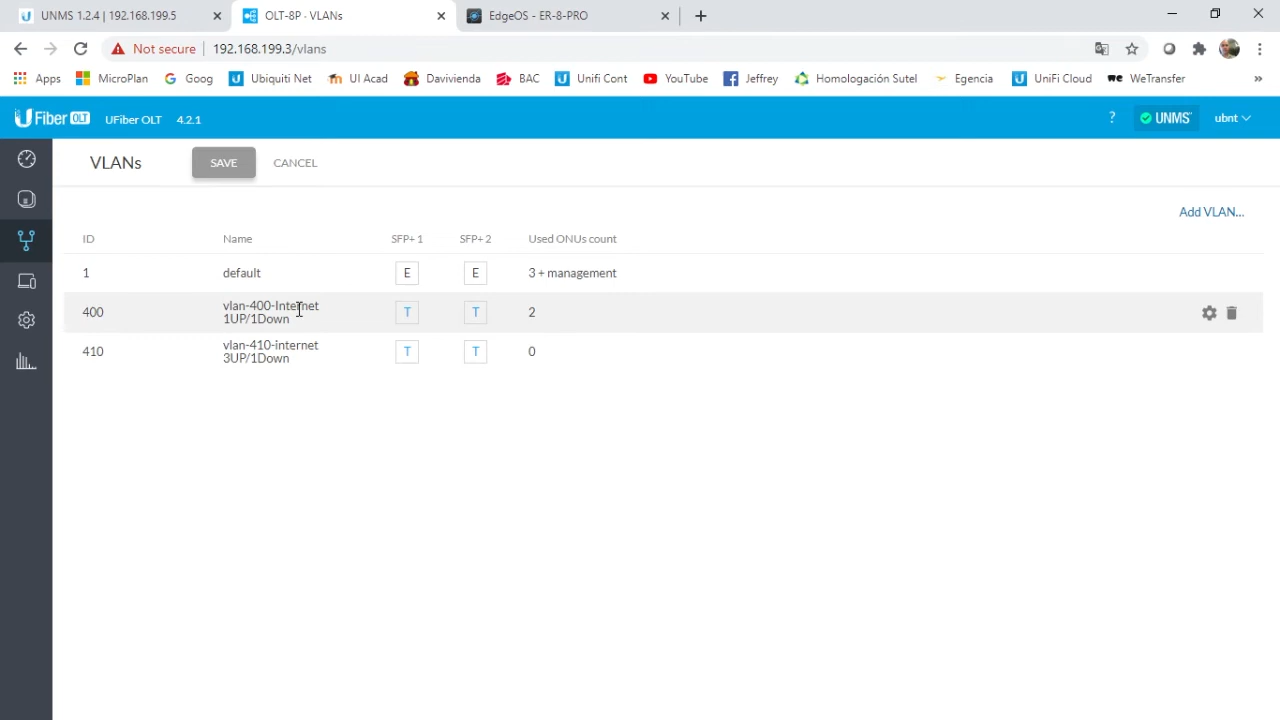 UNMS 1.2.4 | 192.168.199.5
OLT-8P - VLANs
EdgeOS - ER-8-PRO
Not secure
192.168.199.3/vlans
Apps
MicroPlan
Goog
Ubiquiti Net
UI Acad
Davivienda
BAC
Unifi Cont
YouTube
Jeffrey
Homologación Sutel
Egencia
UniFi Cloud
WeTransfer
»
UFiber OLT
UFiber OLT
4.2.1
?
UNMS
ubnt
VLANs
SAVE
CANCEL
Add VLAN...
ID Name SFP+ 1 SFP+ 2 Used ONUs count
1 default E E 3 + management
400 vlan-400-Internet T T 2
1UP/1Down
410 vlan-410-internet T T 0
3UP/1Down